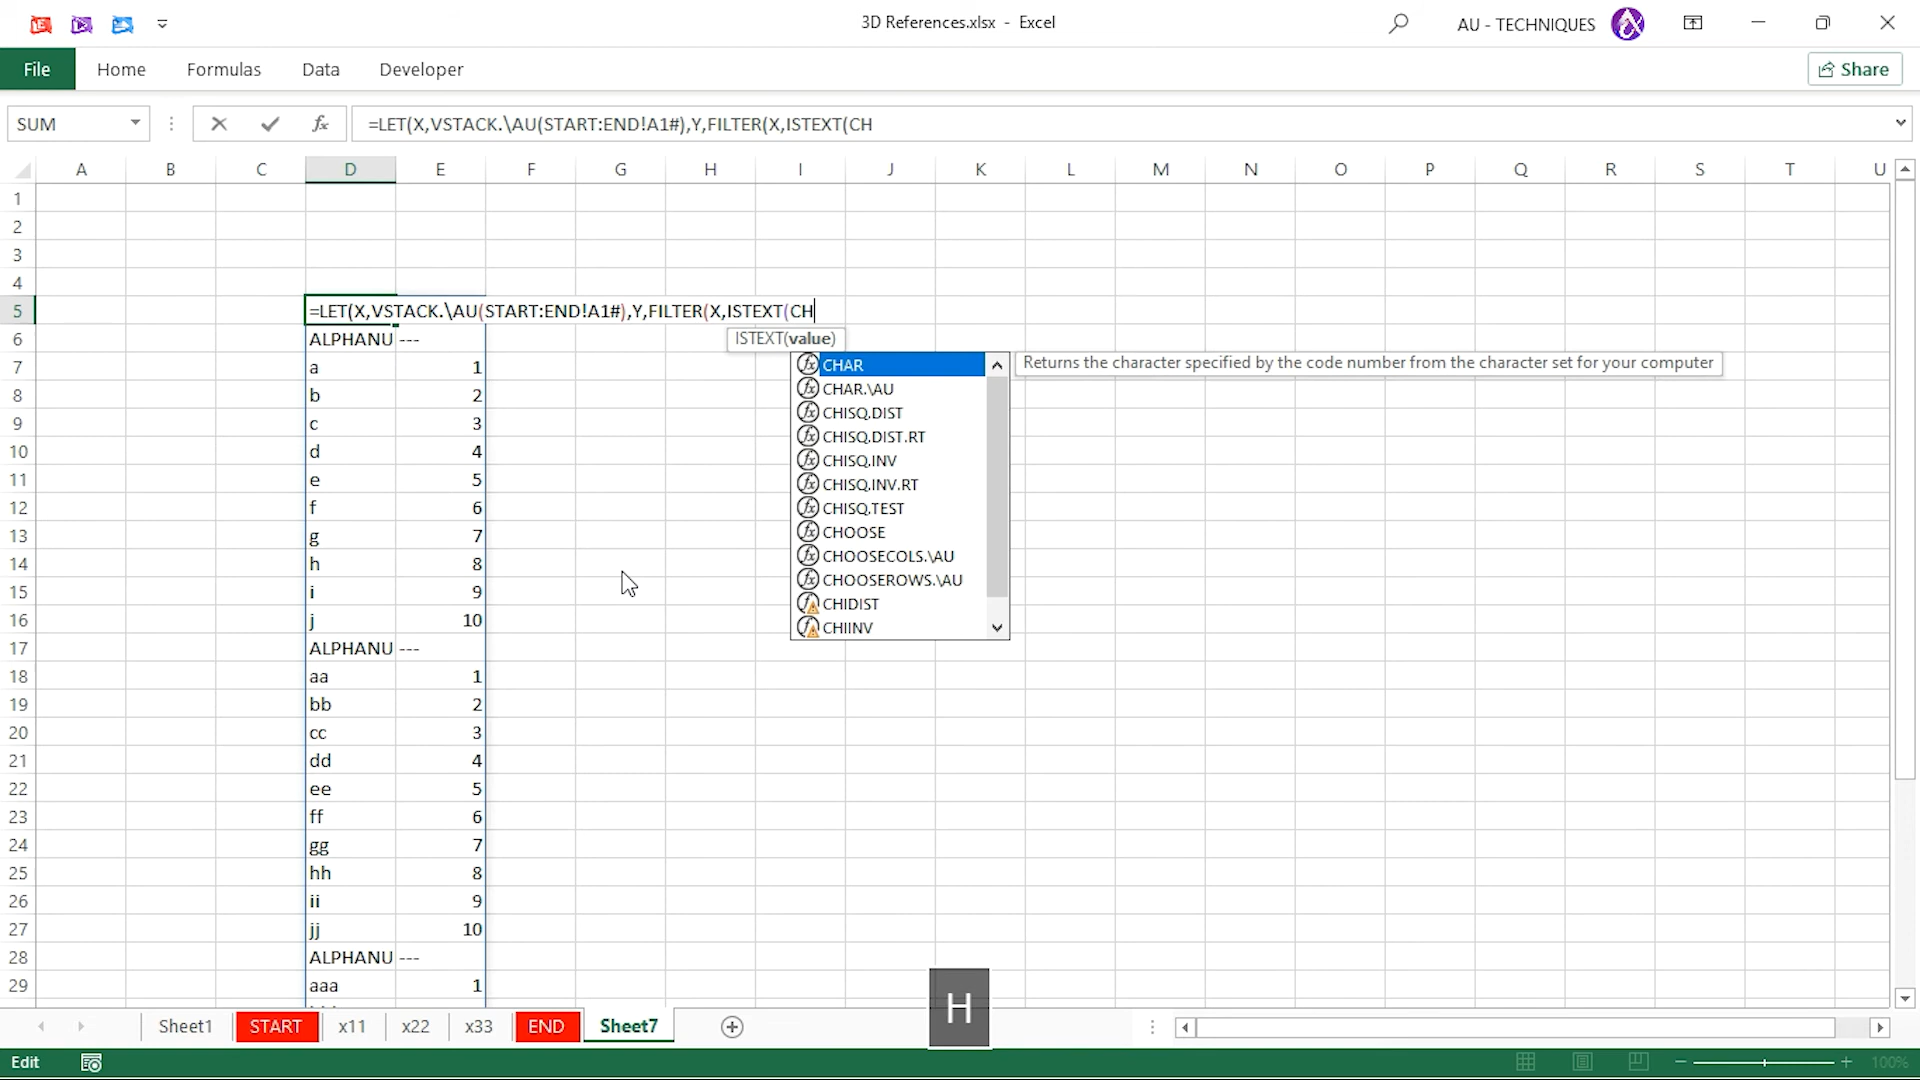 3D References.xlsx - Excel
AU - TECHNIQUES
File Home Formulas Data Developer
Share
SUM
fx
=LET(X,VSTACK.\AU(START:END!A1#),Y,FILTER(X,ISTEXT(CH
A B C D E F G H I J K L M N O P Q R S T U
1
2
3
4
5 =LET(X,VSTACK.\AU(START:END!A1#),Y,FILTER(X,ISTEXT(CH
ISTEXT(value)
CHAR
Returns the character specified by the code number from the character set for your computer
CHAR.\AU
CHISQ.DIST
CHISQ.DIST.RT
CHISQ.INV
CHISQ.INV.RT
CHISQ.TEST
CHOOSE
CHOOSECOLS.\AU
CHOOSEROWS.\AU
CHIDIST
CHIINV
6 ALPHANU ---
7 a 1
8 b 2
9 c 3
10 d 4
11 e 5
12 f 6
13 g 7
14 h 8
15 i 9
16 j 10
17 ALPHANU ---
18 aa 1
19 bb 2
20 cc 3
21 dd 4
22 ee 5
23 ff 6
24 gg 7
25 hh 8
26 ii 9
27 jj 10
28 ALPHANU ---
29 aaa 1
H
Sheet1 START x11 x22 x33 END Sheet7
Edit
100%